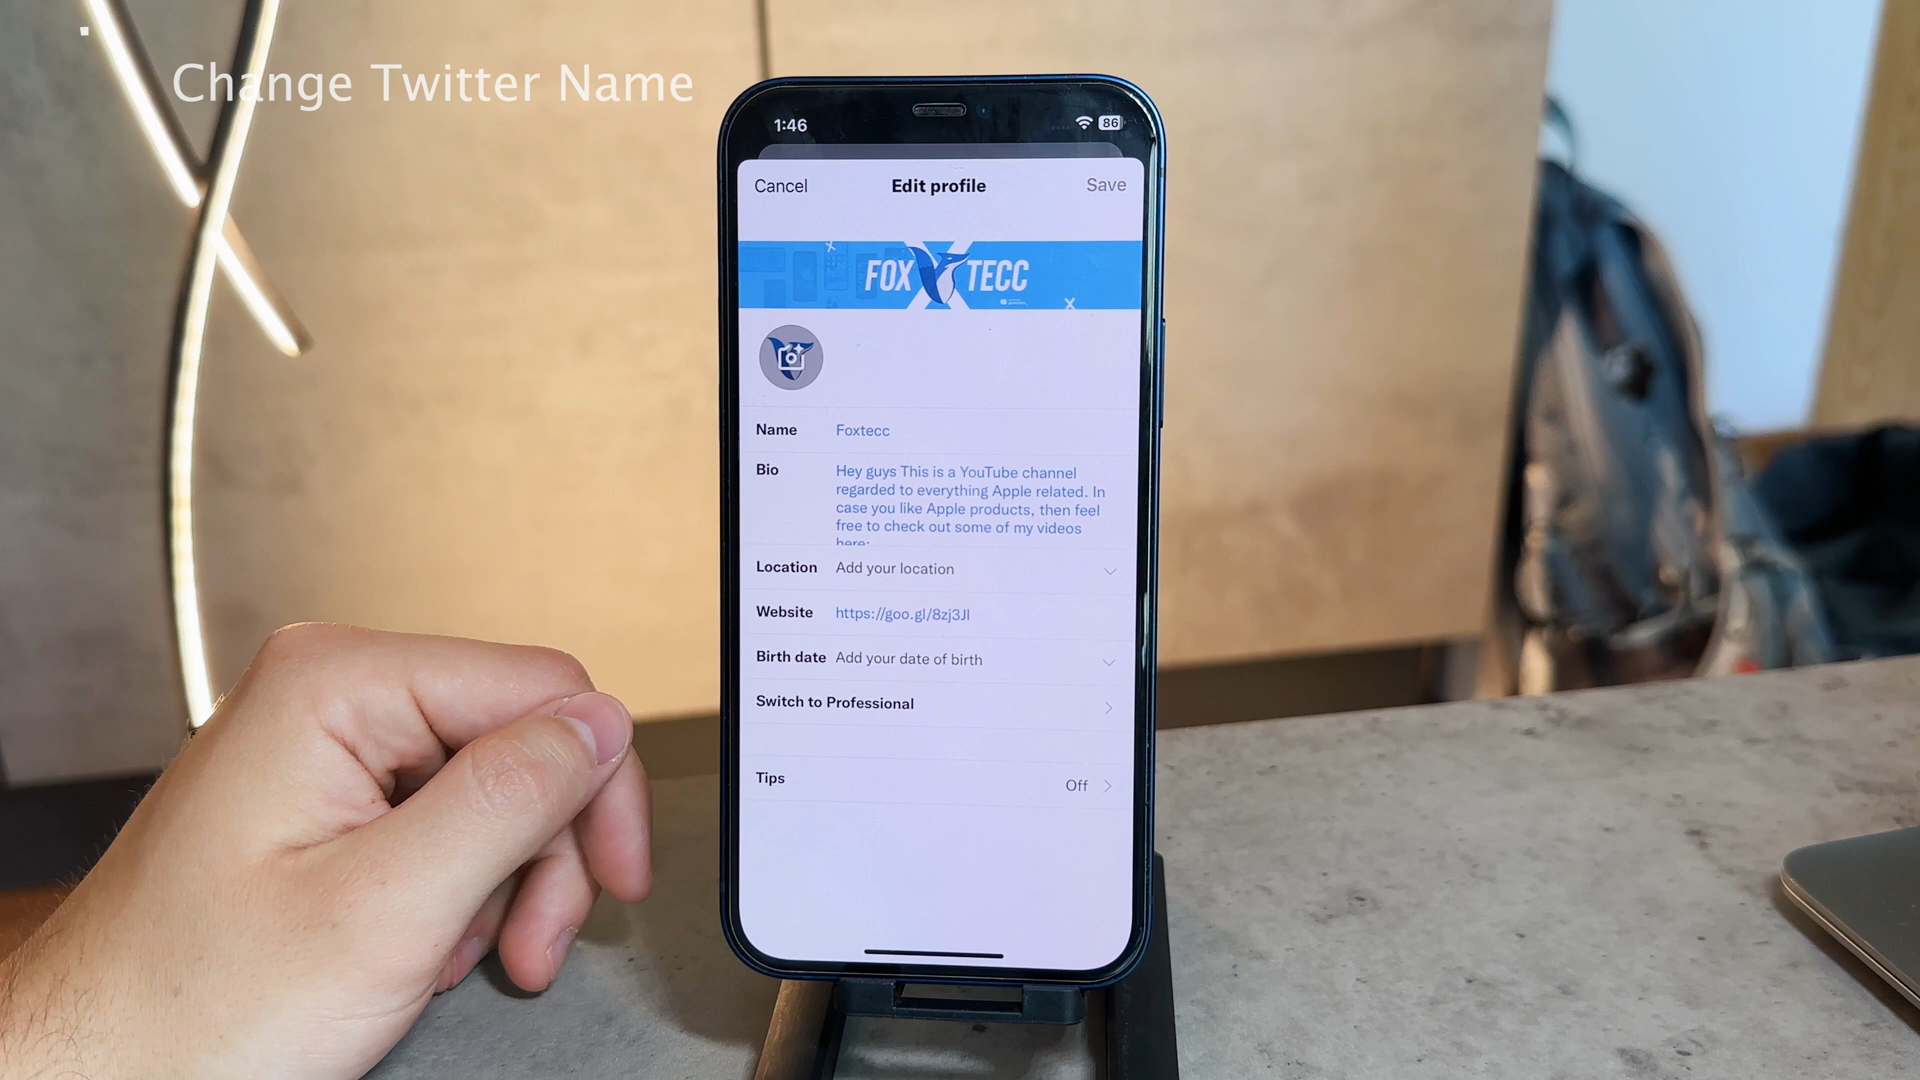 Change Twitter Name
1:46
86
Cancel
Edit profile
Save
FOX TECC
Name
Foxtecc
Bio
Hey guys This is a YouTube channel
regarded to everything Apple related. In
case you like Apple products, then feel
free to check out some of my videos
here:
Location
Add your location
Website
https://goo.gl/8zj3Jl
Birth date
Add your date of birth
Switch to Professional
Tips
Off